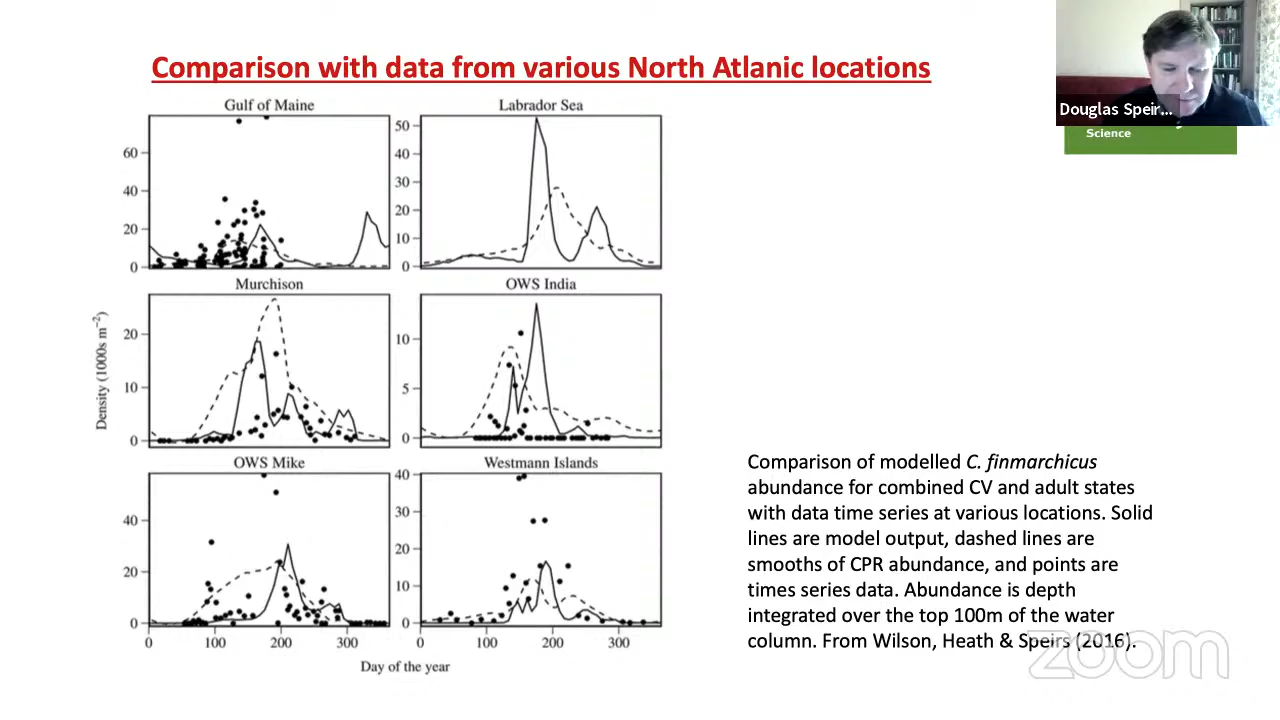 Comparison with data from various North Atlanic locations
Douglas Speir...
Science
Gulf of Maine
60
40
20
0
Labrador Sea
50
40
30
20
10
0
Murchison
20
10
0
OWS India
10
5
0
Density (1000s m⁻²)
OWS Mike
40
20
0
0 100 200 300
Westmann Islands
40
30
20
10
0
0 100 200 300
Day of the year
Comparison of modelled C. finmarchicus
abundance for combined CV and adult states
with data time series at various locations. Solid
lines are model output, dashed lines are
smooths of CPR abundance, and points are
times series data. Abundance is depth
integrated over the top 100m of the water
column. From Wilson, Heath & Speirs (2016).
zoom